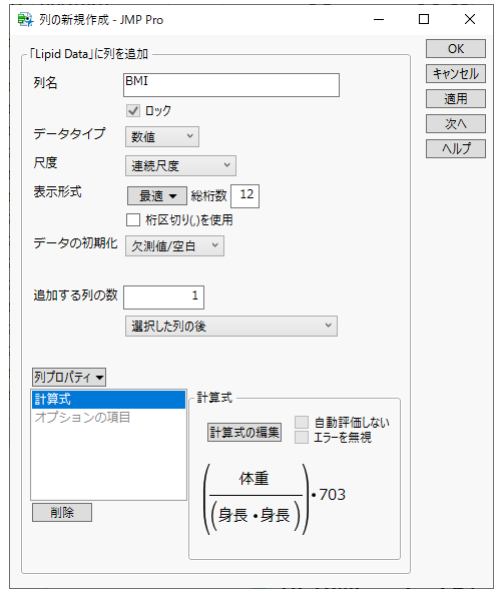 列の新規作成 - JMP Pro
「Lipid Data」に列を追加
列名 BMI
ロック
データタイプ 数値
尺度 連続尺度
表示形式 最適 総桁数 12
桁区切り(,)を使用
データの初期化 欠測値/空白
追加する列の数 1
選択した列の後
列プロパティ
計算式
オプションの項目
削除
計算式
計算式の編集
自動評価しない
エラーを無視
体重
(身長・身長)
・703
OK
キャンセル
適用
次へ
ヘルプ